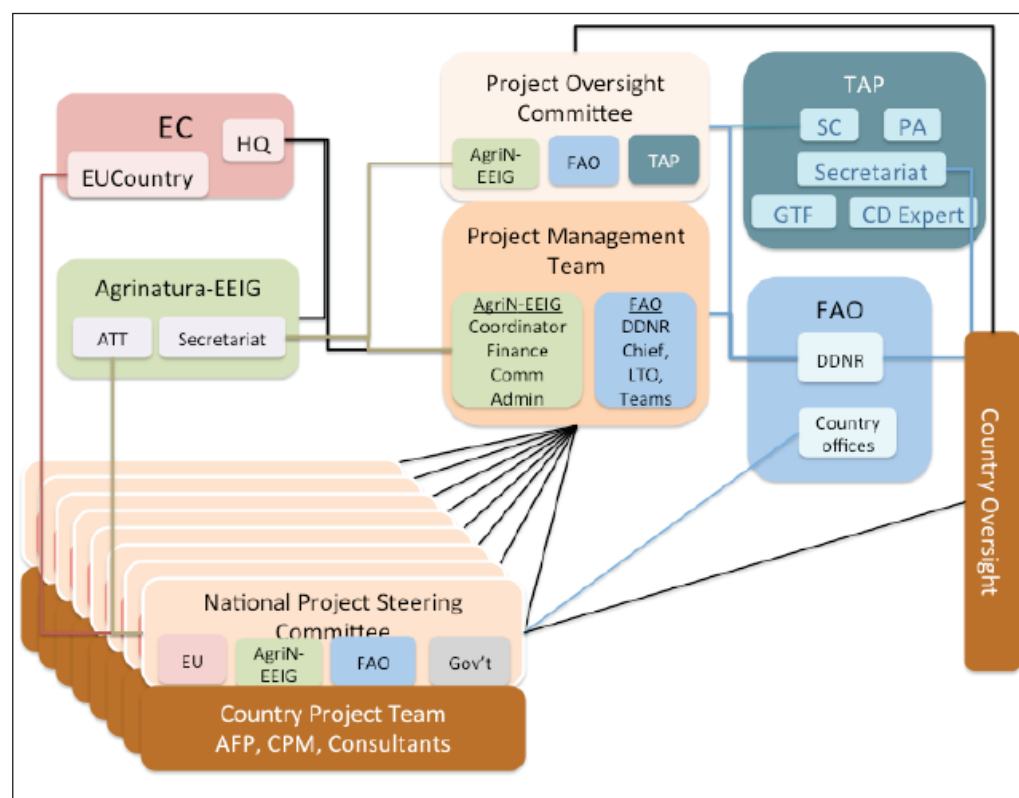 EC
HQ
EUCountry
Agrinatura-EEIG
ATT
Secretariat
Project Oversight
Committee
AgriN-
EEIG
FAO
TAP
Project Management
Team
AgriN-EEIG
Coordinator
Finance
Comm
Admin
FAO
DDNR
Chief,
LTO,
Teams
TAP
SC
PA
Secretariat
GTF
CD Expert
FAO
DDNR
Country
offices
Country Oversight
National Project Steering
Committee
EU
AgriN-
EEIG
FAO
Gov't
Country Project Team
AFP, CPM, Consultants